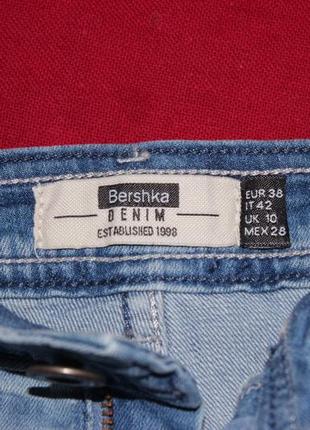 Bershka
DENIM
ESTABLISHED 1998
EUR 38
IT 42
UK 10
MEX 28